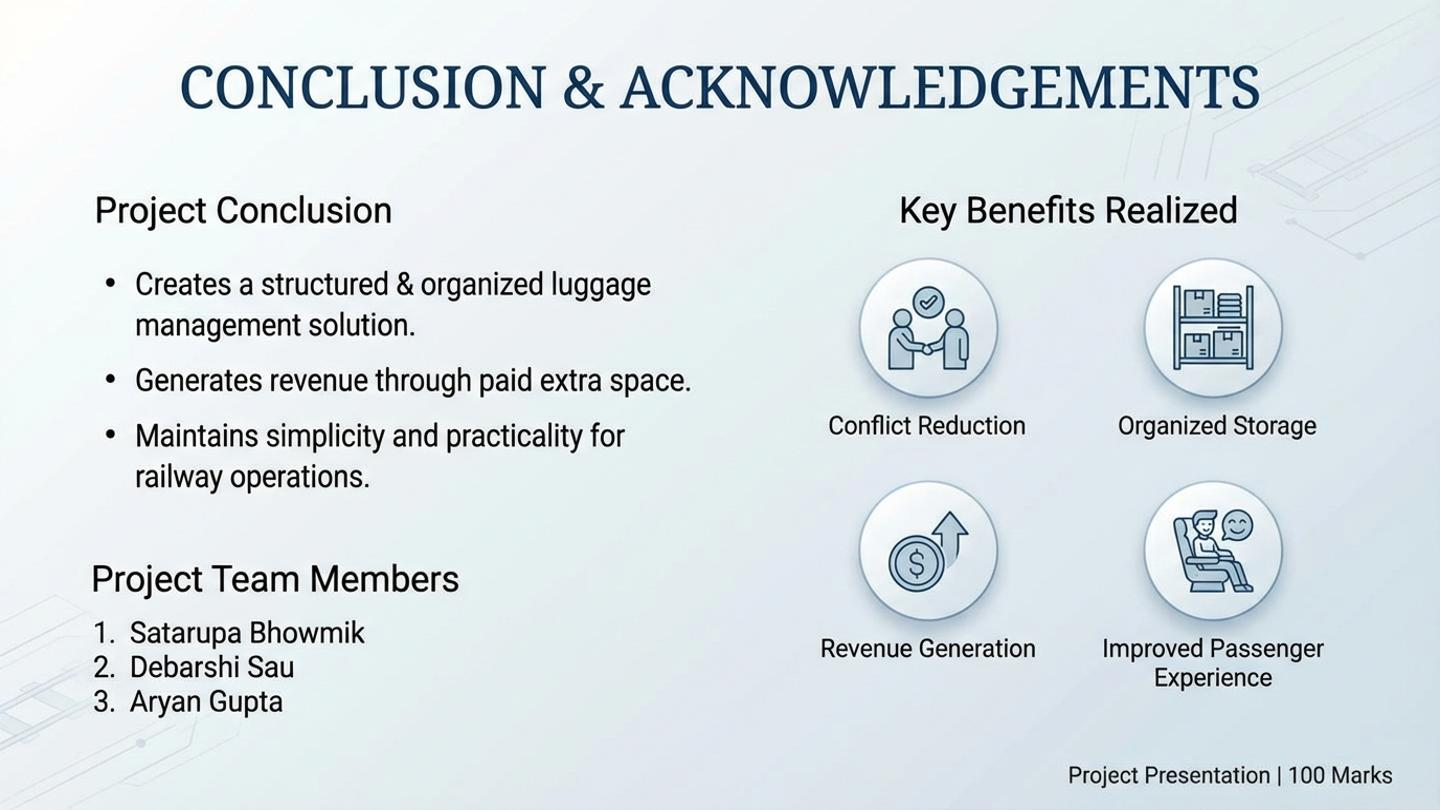 CONCLUSION & ACKNOWLEDGEMENTS
Project Conclusion
• Creates a structured & organized luggage
management solution.
• Generates revenue through paid extra space.
• Maintains simplicity and practicality for
railway operations.
Project Team Members
1. Satarupa Bhowmik
2. Debarshi Sau
3. Aryan Gupta
Key Benefits Realized
Conflict Reduction
Organized Storage
$
Revenue Generation
Improved Passenger
Experience
Project Presentation | 100 Marks